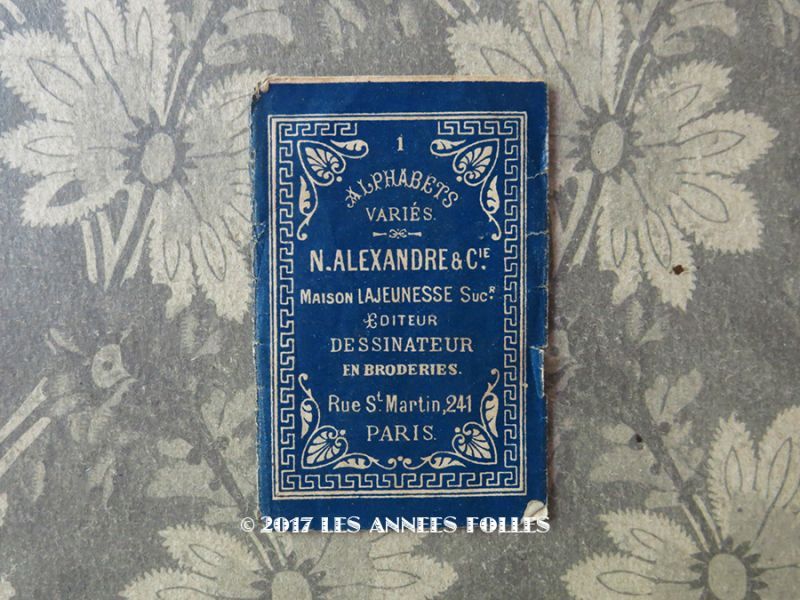 1
ALPHABETS
VARIÉS.
N. ALEXANDRE & CIE.
MAISON LAJEUNESSE SUCR.
EDITEUR
DESSINATEUR
EN BRODERIES.
Rue St. Martin, 241
PARIS.
© 2017 LES ANNEES FOLLES